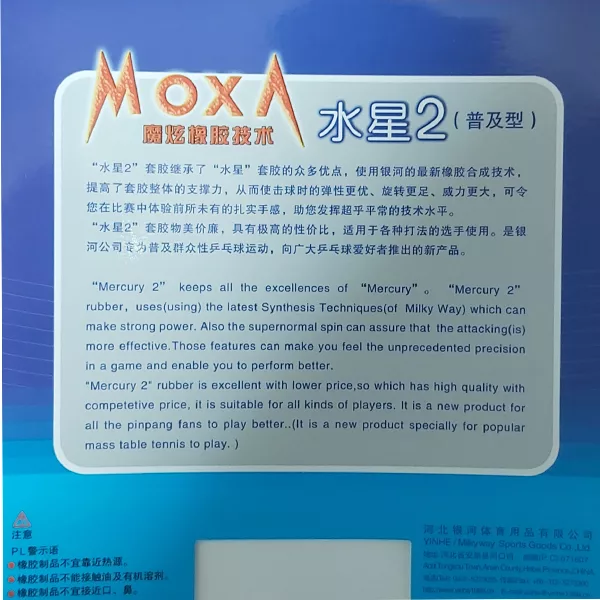 MOXA
魔炫橡胶技术
水星2(普及型)
“水星2”套胶继承了“水星”套胶的众多优点，使用银河的最新橡胶合成技术，
提高了套胶整体的支撑力，从而使击球时的弹性更优、旋转更足、威力更大，可令
您在比赛中体验前所未有的扎实手感，助您发挥超乎平常的技术水平。
“水星2”套胶物美价廉，具有极高的性价比，适用于各种打法的选手使用。是银
河公司专为普及群众性乒乓球运动，向广大乒乓球爱好者推出的新产品。
“Mercury 2” keeps all the excellences of “Mercury”。 “Mercury 2”
rubber, uses(using) the latest Synthesis Techniques(of Milky Way) which can
make strong power. Also the supernormal spin can assure that the attacking(is)
more effective.Those features can make you feel the unprecedented precision
in a game and enable you to perform better.
"Mercury 2" rubber is excellent with lower price,so which has high quality with
competetive price, it is suitable for all kinds of players. It is a new product for
all the pinpang fans to play better..(It is a new product specially for popular
mass table tennis to play. )
注意
PL警示语
橡胶制品不宜靠近热源。
橡胶制品不能接触油及有机溶剂。
橡胶制品不宜接近口、鼻。
河北银河体育用品有限公司
YINHE / Milkyway Sports Goods Co.,Ltd.